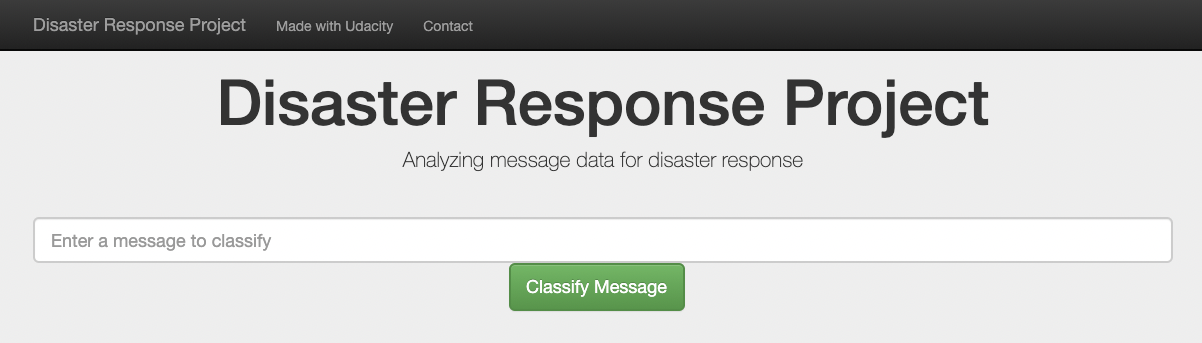 Disaster Response Project Made with Udacity Contact
Disaster Response Project
Analyzing message data for disaster response
Enter a message to classify
Classify Message